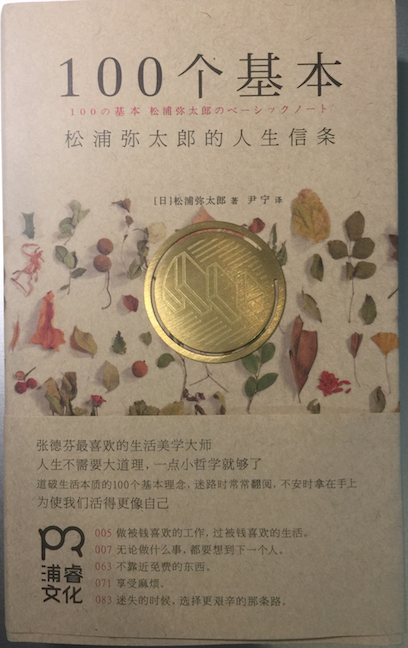 100个基本
100の基本 松浦弥太郎のベーシックノート
松浦弥太郎的人生信条
[日]松浦弥太郎 著 尹宁 译
张德芬最喜欢的生活美学大师
人生不需要大道理，一点小哲学就够了
道破生活本质的100个基本理念，迷路时常常翻阅，不安时拿在手上
为使我们活得更像自己
浦睿文化
005 做被钱喜欢的工作，过被钱喜欢的生活。
007 无论做什么事，都要想到下一个人。
063 不靠近免费的东西。
071 享受麻烦。
083 迷失的时候，选择更艰辛的那条路。